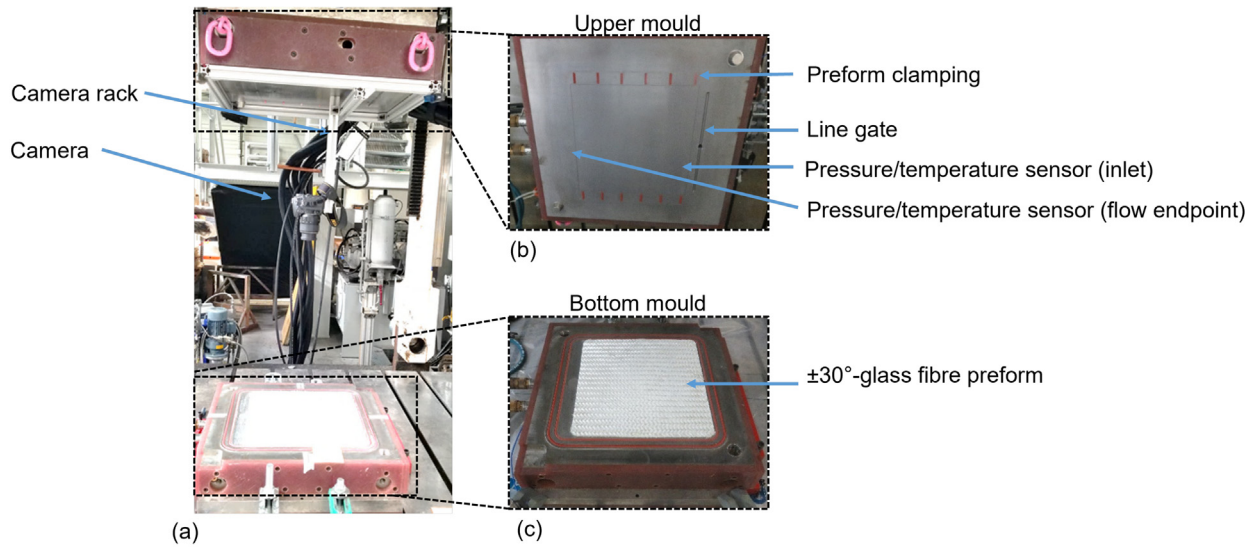 Upper mould
Camera rack
Camera
Preform clamping
Line gate
Pressure/temperature sensor (inlet)
Pressure/temperature sensor (flow endpoint)
(b)
Bottom mould
±30°-glass fibre preform
(a)
(c)